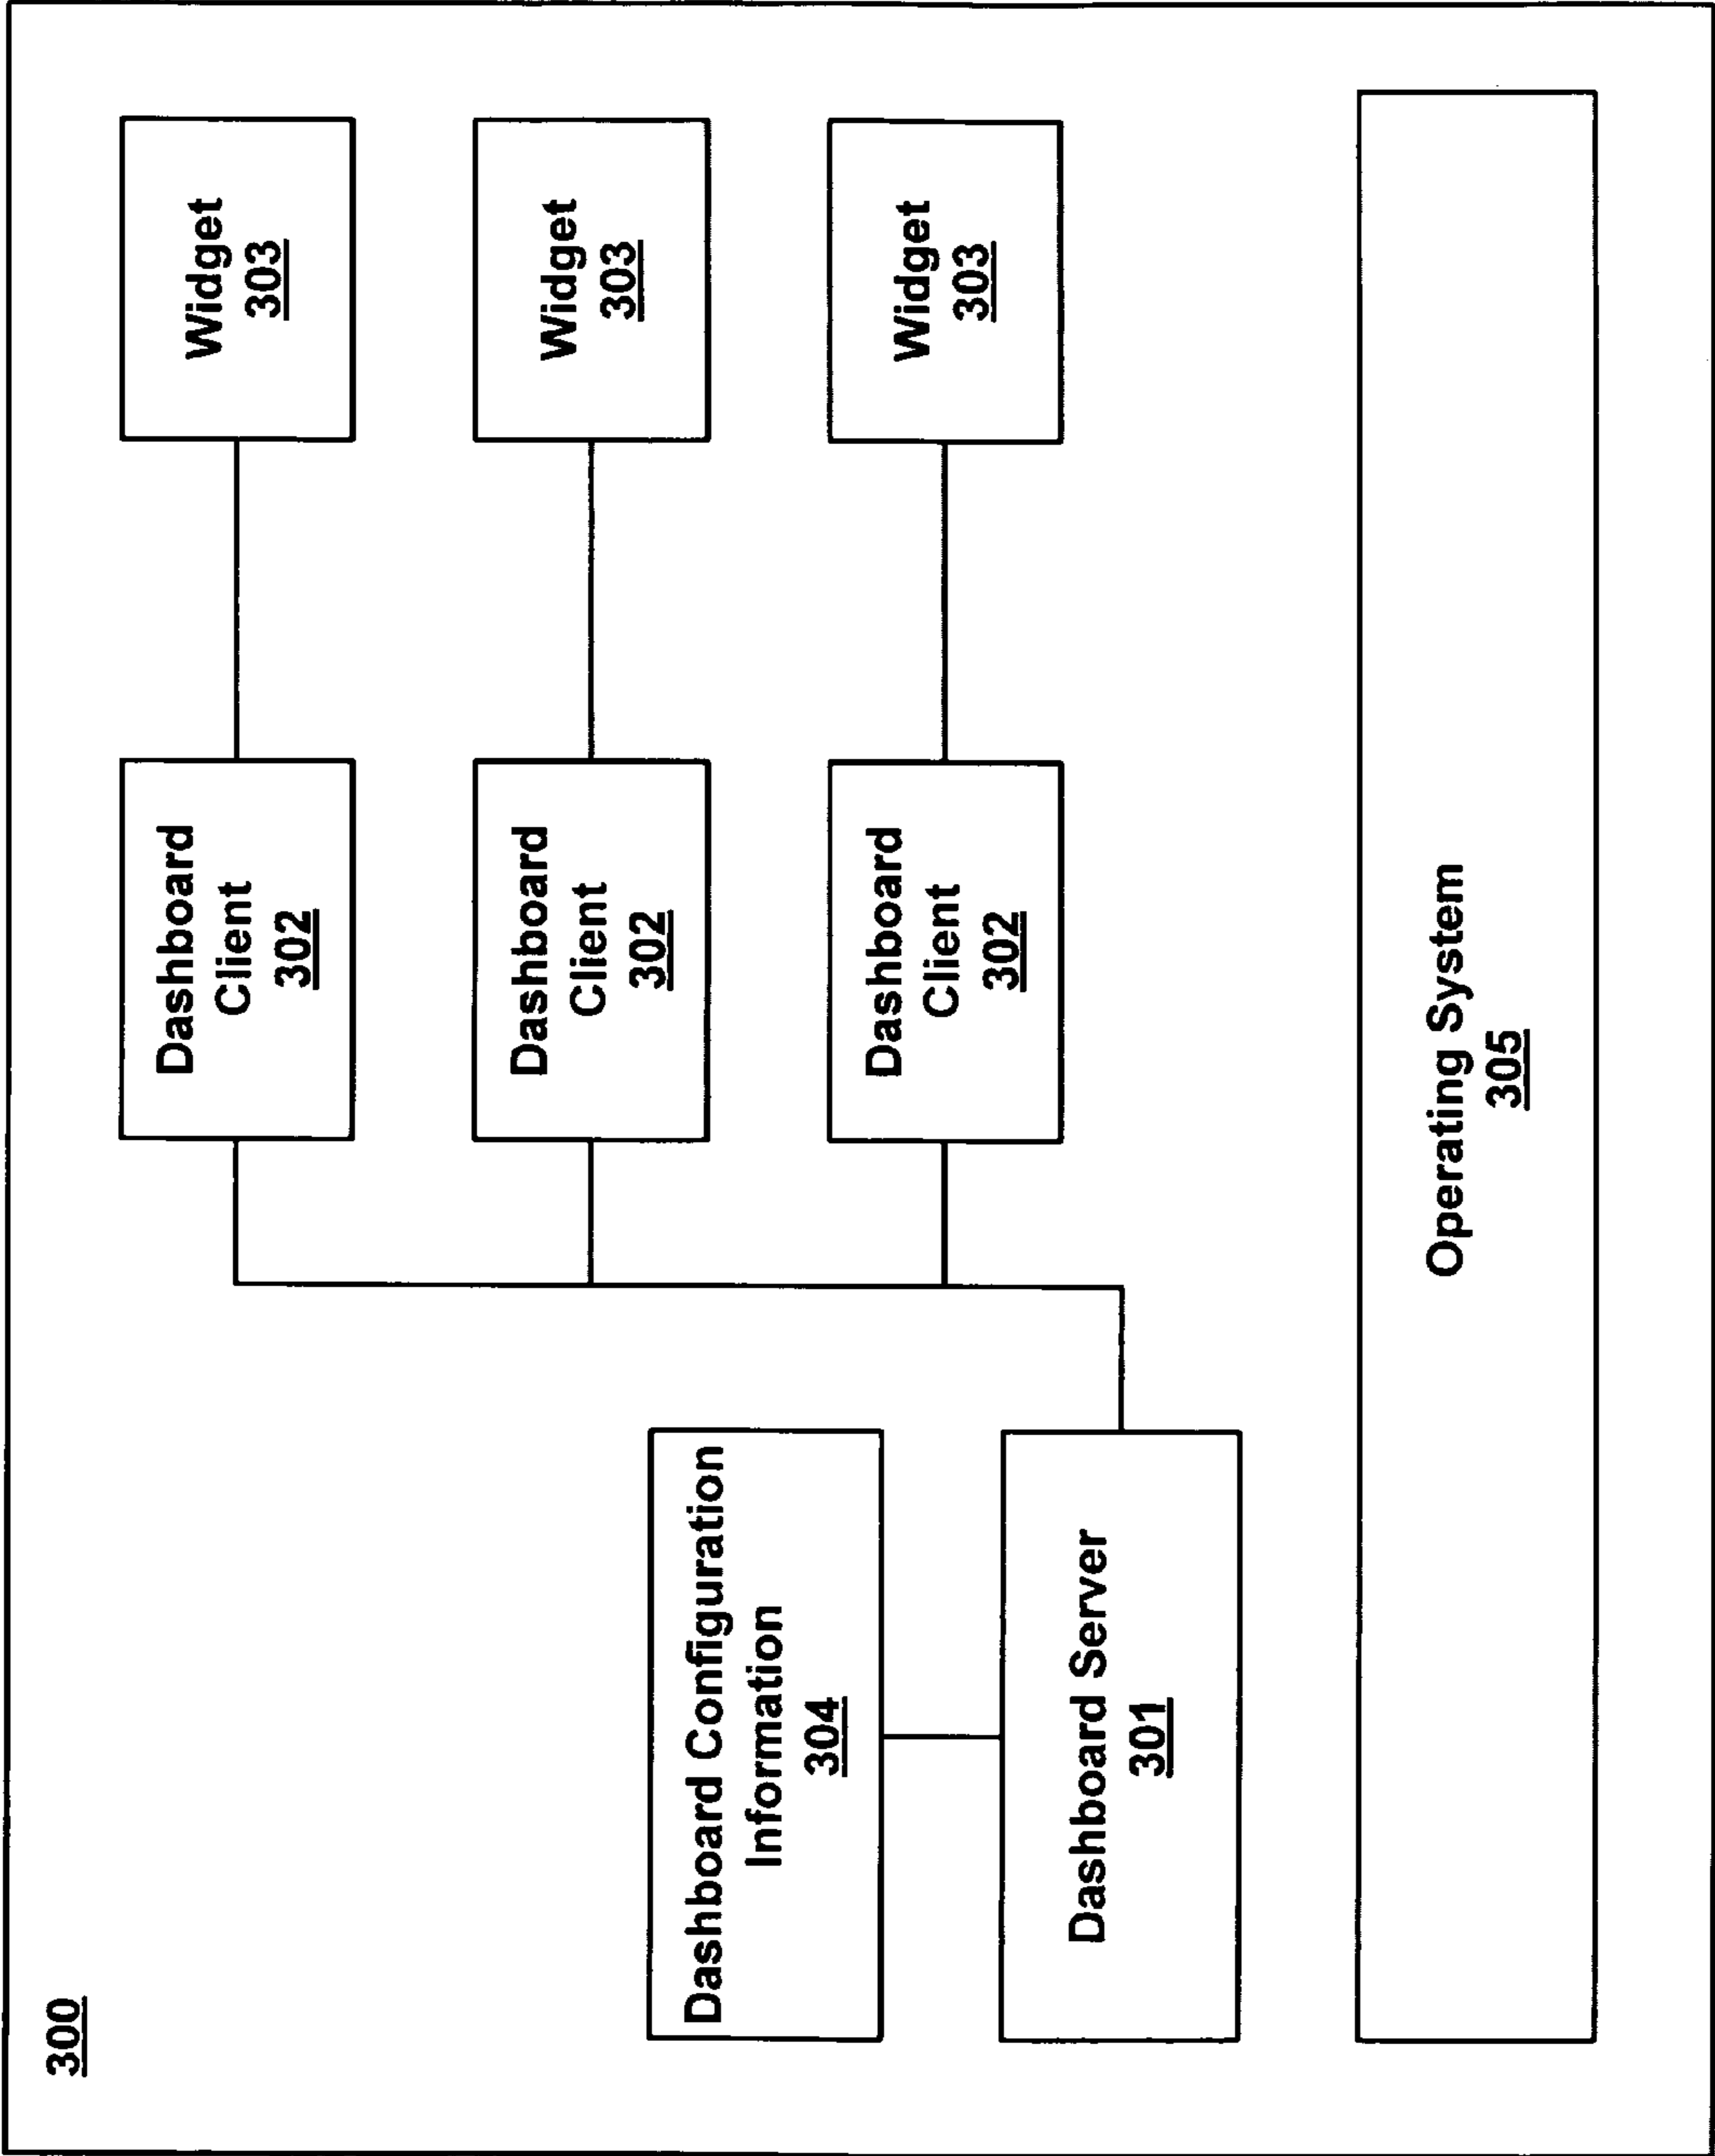 300
Dashboard
Client
302
Widget
303
Dashboard
Client
302
Widget
303
Dashboard Configuration
Information
304
Dashboard
Client
302
Widget
303
Dashboard Server
301
Operating System
305